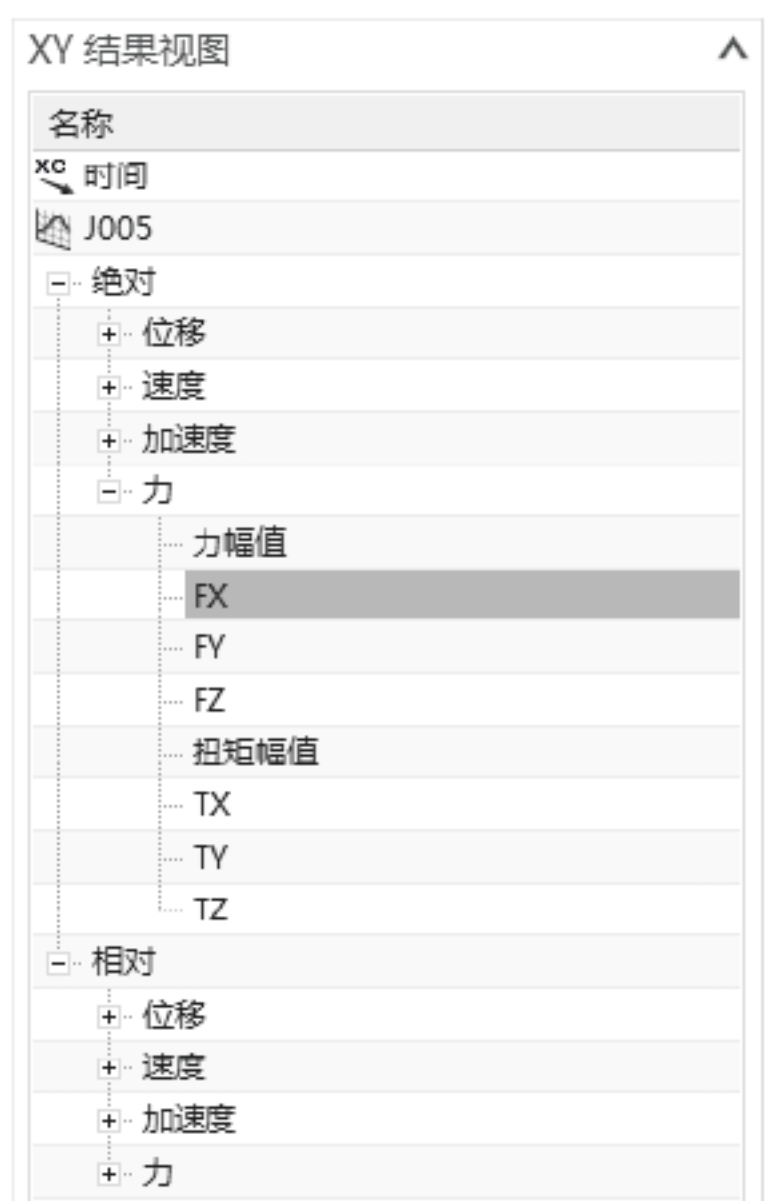 XY 结果视图
名称
XC 时间
J005
绝对
位移
速度
加速度
力
力幅值
FX
FY
FZ
扭矩幅值
TX
TY
TZ
相对
位移
速度
加速度
力